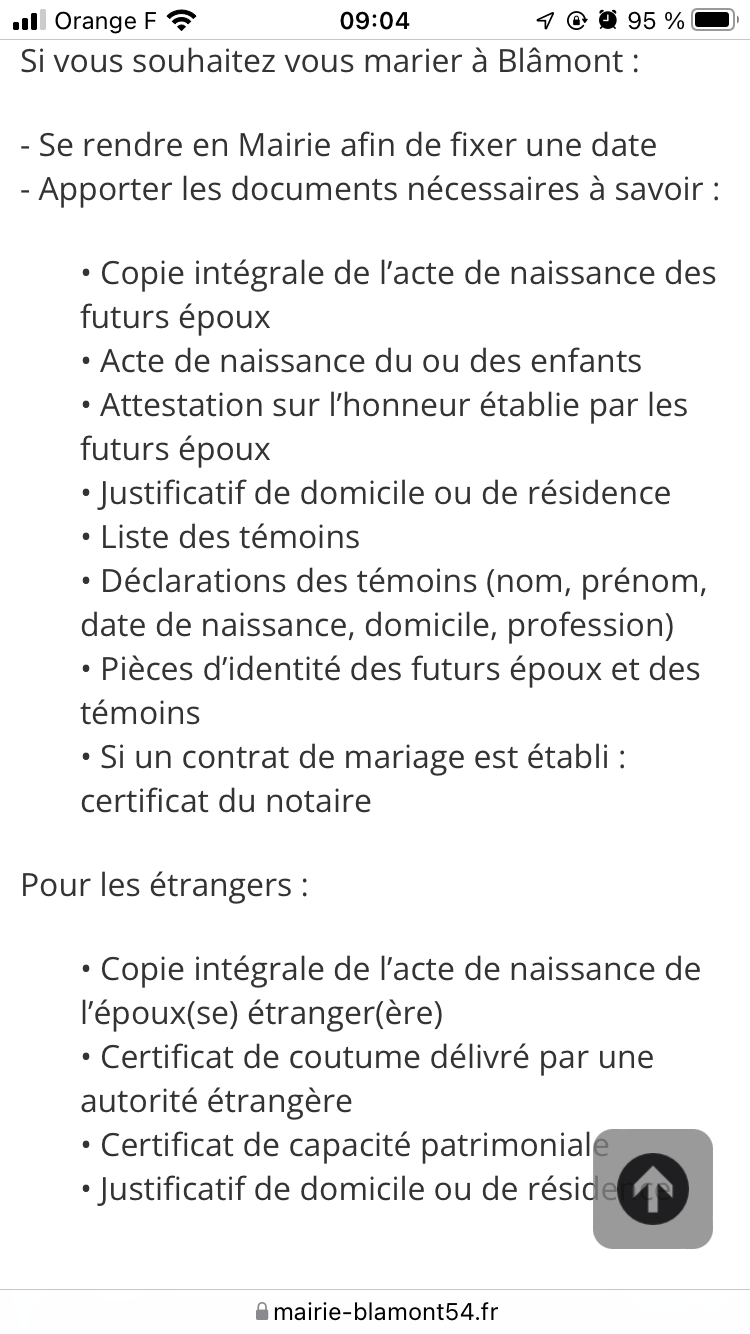 Orange F 09:04 95 %
Si vous souhaitez vous marier à Blâmont :
- Se rendre en Mairie afin de fixer une date
- Apporter les documents nécessaires à savoir :
• Copie intégrale de l’acte de naissance des
futurs époux
• Acte de naissance du ou des enfants
• Attestation sur l’honneur établie par les
futurs époux
• Justificatif de domicile ou de résidence
• Liste des témoins
• Déclarations des témoins (nom, prénom,
date de naissance, domicile, profession)
• Pièces d’identité des futurs époux et des
témoins
• Si un contrat de mariage est établi :
certificat du notaire
Pour les étrangers :
• Copie intégrale de l’acte de naissance de
l’époux(se) étranger(ère)
• Certificat de coutume délivré par une
autorité étrangère
• Certificat de capacité patrimoniale
• Justificatif de domicile ou de résidence
mairie-blamont54.fr